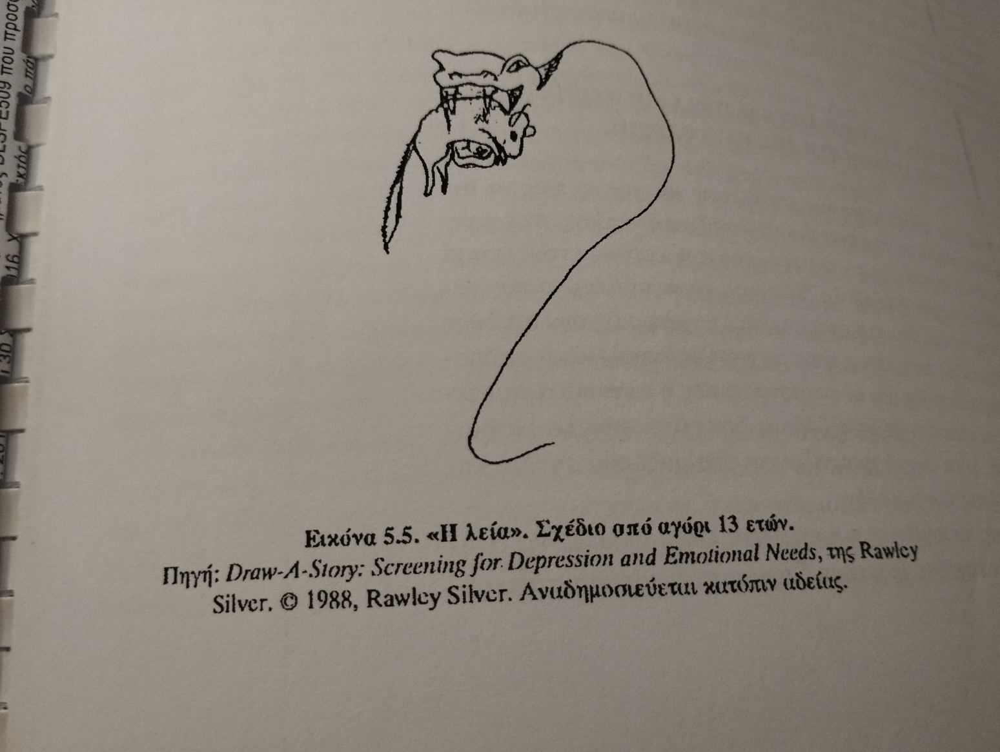 Εικόνα 5.5. «Η λεία». Σχέδιο από αγόρι 13 ετών.
Πηγή: Draw-A-Story: Screening for Depression and Emotional Needs, της Rawley
Silver. © 1988, Rawley Silver. Αναδημοσιεύεται κατόπιν αδείας.